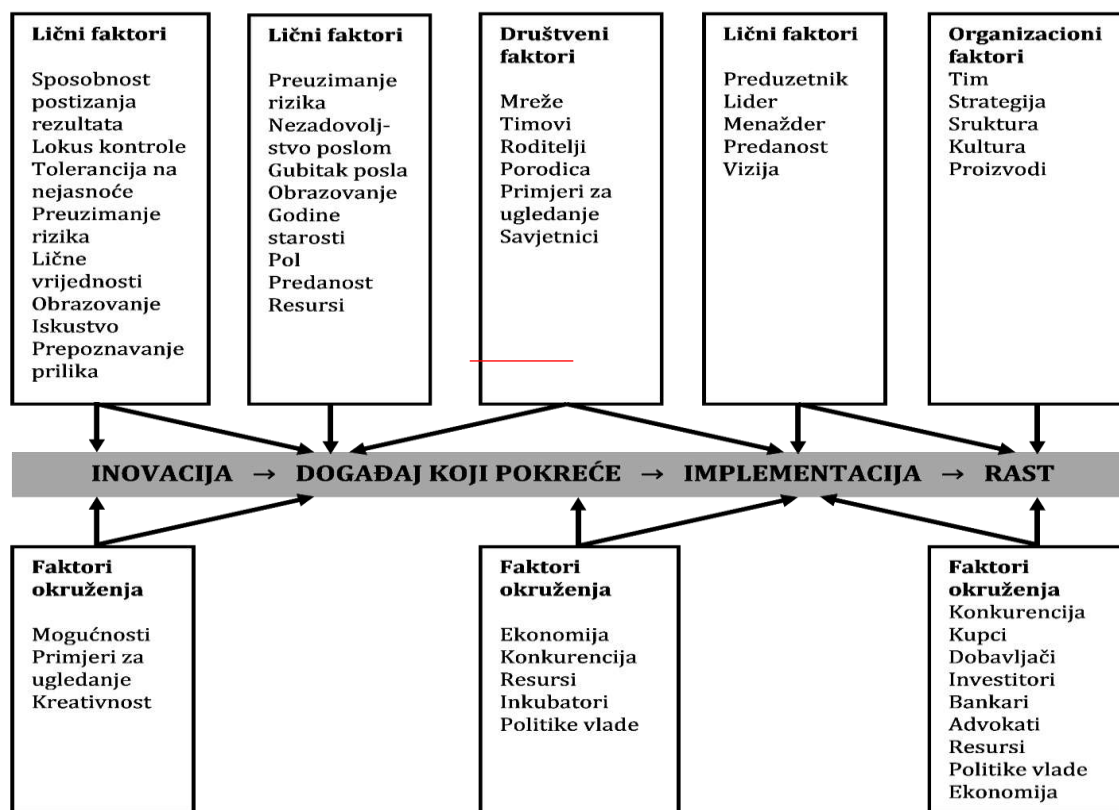 Lični faktori
Sposobnost
postizanja
rezultata
Lokus kontrole
Tolerancija na
nejasnoće
Preuzimanje
rizika
Lične
vrijednosti
Obrazovanje
Iskustvo
Prepoznavanje
prilika
Lični faktori
Preuzimanje
rizika
Nezadovolj-
stvo poslom
Gubitak posla
Obrazovanje
Godine
starosti
Pol
Predanost
Resursi
Društveni
faktori
Mreže
Timovi
Roditelji
Porodica
Primjeri za
ugledanje
Savjetnici
Lični faktori
Preduzetnik
Lider
Menažder
Predanost
Vizija
Organizacioni
faktori
Tim
Strategija
Sruktura
Kultura
Proizvodi
INOVACIJA → DOGAĐAJ KOJI POKREĆE → IMPLEMENTACIJA → RAST
Faktori
okruženja
Mogućnosti
Primjeri za
ugledanje
Kreativnost
Faktori
okruženja
Ekonomija
Konkurencija
Resursi
Inkubatori
Politike vlade
Faktori
okruženja
Konkurencija
Kupci
Dobavljači
Investitori
Bankari
Advokati
Resursi
Politike vlade
Ekonomija